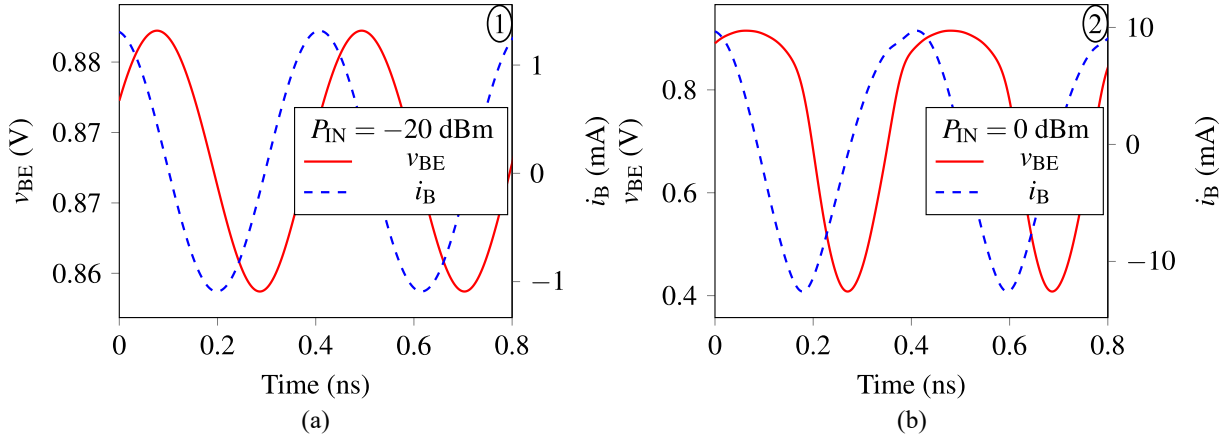 1
0.88
0.87
0.87
0.86
v_BE (V)
1
0
−1
i_B (mA)
P_IN = −20 dBm
v_BE
i_B
0
0.2
0.4
0.6
0.8
Time (ns)
(a)
2
0.8
0.6
0.4
v_BE (V)
10
0
−10
i_B (mA)
P_IN = 0 dBm
v_BE
i_B
0
0.2
0.4
0.6
0.8
Time (ns)
(b)